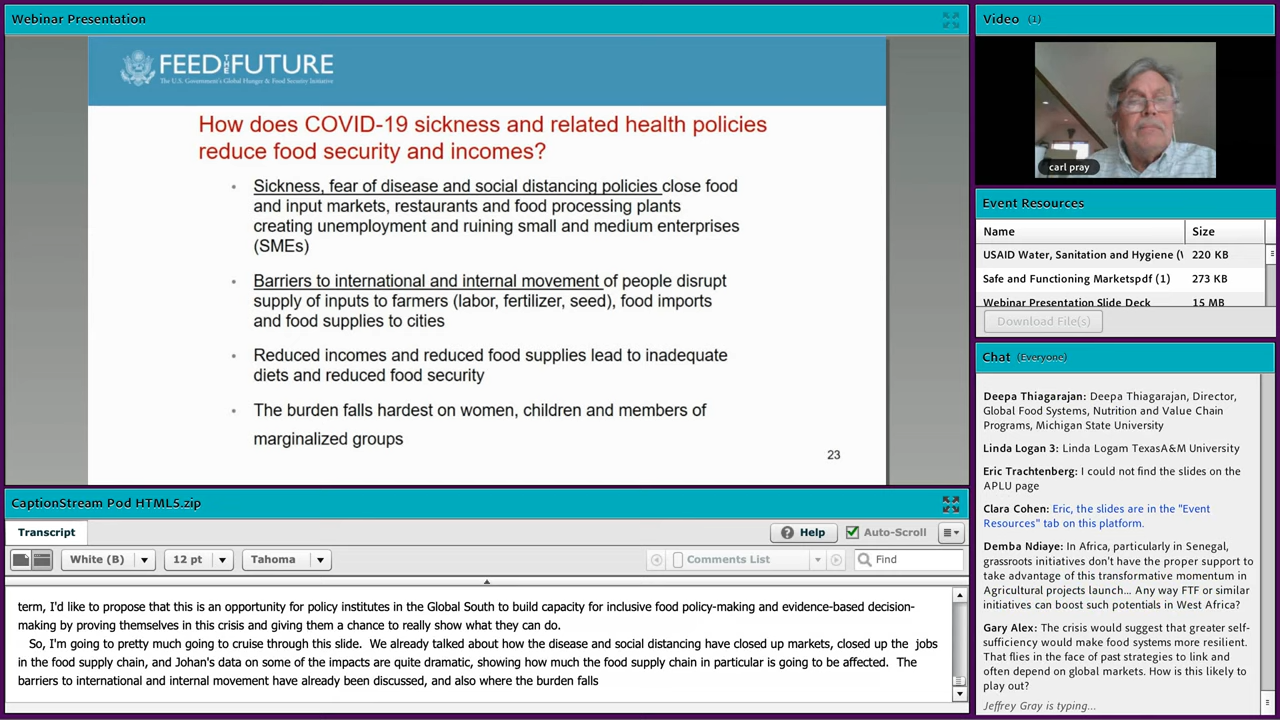 Webinar Presentation
FEED THE FUTURE
The U.S. Government's Global Hunger & Food Security Initiative
How does COVID-19 sickness and related health policies
reduce food security and incomes?
• Sickness, fear of disease and social distancing policies close food
and input markets, restaurants and food processing plants
creating unemployment and ruining small and medium enterprises
(SMEs)
• Barriers to international and internal movement of people disrupt
supply of inputs to farmers (labor, fertilizer, seed), food imports
and food supplies to cities
• Reduced incomes and reduced food supplies lead to inadequate
diets and reduced food security
• The burden falls hardest on women, children and members of
marginalized groups
23
CaptionStream Pod HTML5.zip
Transcript
Help
Auto-Scroll
White (B)
12 pt
Tahoma
Comments List
Find
term, I'd like to propose that this is an opportunity for policy institutes in the Global South to build capacity for inclusive food policy-making and evidence-based decision-
making by proving themselves in this crisis and giving them a chance to really show what they can do.
So, I'm going to pretty much going to cruise through this slide. We already talked about how the disease and social distancing have closed up markets, closed up the jobs
in the food supply chain, and Johan's data on some of the impacts are quite dramatic, showing how much the food supply chain in particular is going to be affected. The
barriers to international and internal movement have already been discussed, and also where the burden falls
Video (1)
carl pray
Event Resources
Name Size
USAID Water, Sanitation and Hygiene (W 220 KB
Safe and Functioning Marketspdf (1) 273 KB
Webinar Presentation Slide Deck 15 MB
Download File(s)
Chat (Everyone)
Deepa Thiagarajan: Deepa Thiagarajan, Director,
Global Food Systems, Nutrition and Value Chain
Programs, Michigan State University
Linda Logan 3: Linda Logam TexasA&M University
Eric Trachtenberg: I could not find the slides on the
APLU page
Clara Cohen: Eric, the slides are in the "Event
Resources" tab on this platform.
Demba Ndiaye: In Africa, particularly in Senegal,
grassroots initiatives don't have the proper support to
take advantage of this transformative momentum in
Agricultural projects launch... Any way FTF or similar
initiatives can boost such potentials in West Africa?
Gary Alex: The crisis would suggest that greater self-
sufficiency would make food systems more resilient.
That flies in the face of past strategies to link and
often depend on global markets. How is this likely to
play out?
Jeffrey Gray is typing...